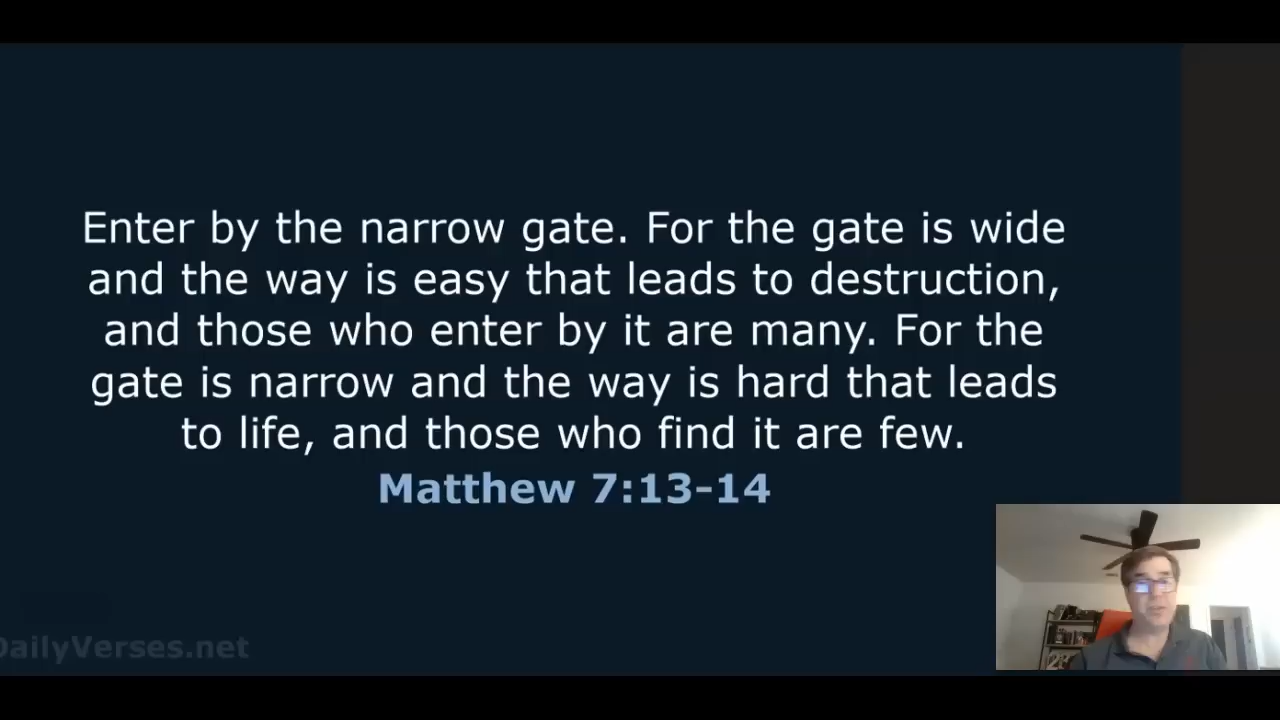 Enter by the narrow gate. For the gate is wide
and the way is easy that leads to destruction,
and those who enter by it are many. For the
gate is narrow and the way is hard that leads
to life, and those who find it are few.
Matthew 7:13-14
DailyVerses.net